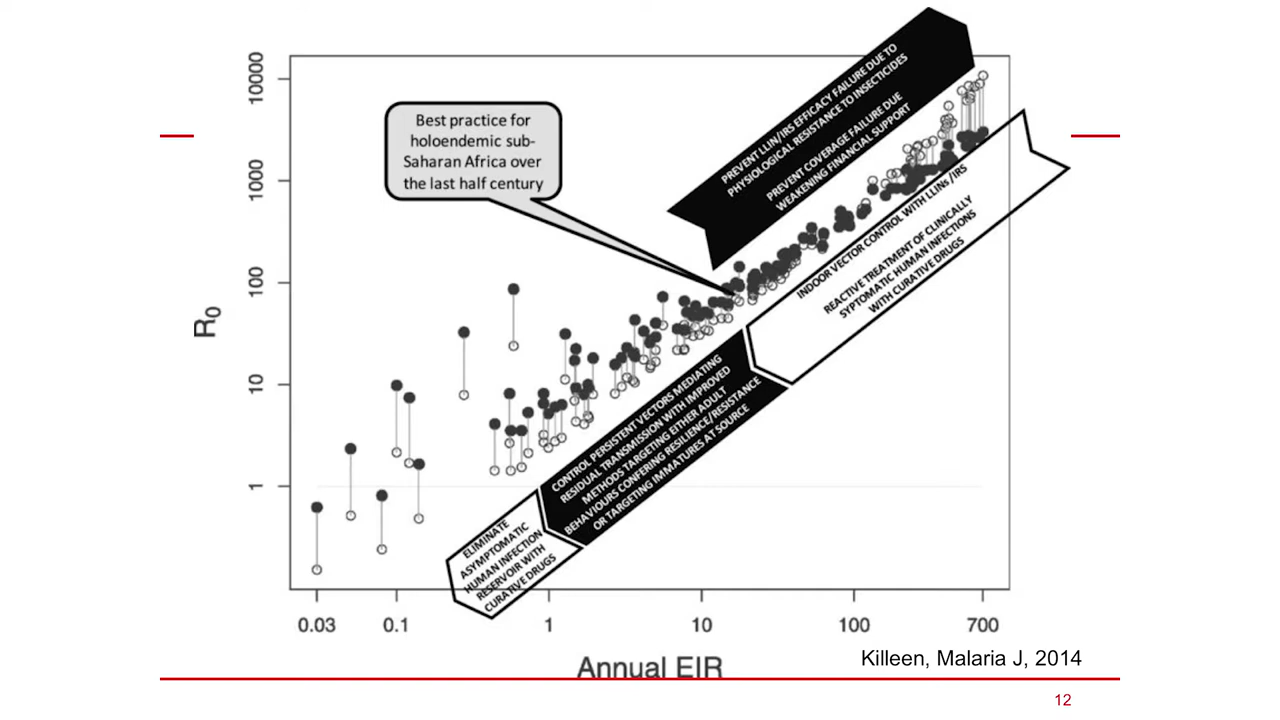 PREVENT LLIN/IRS EFFICACY FAILURE DUE TO
PHYSIOLOGICAL RESISTANCE TO INSECTICIDES
PREVENT COVERAGE FAILURE DUE
WEAKENING FINANCIAL SUPPORT
Best practice for
holoendemic sub-
Saharan Africa over
the last half century
INDOOR VECTOR CONTROL WITH LLINs /IRS
REACTIVE TREATMENT OF CLINICALLY
SYPTOMATIC HUMAN INFECTIONS
WITH CURATIVE DRUGS
CONTROL PERSISTENT VECTORS MEDIATING
RESIDUAL TRANSMISSION WITH IMPROVED
METHODS TARGETING EITHER ADULT
BEHAVIOURS CONFERING RESILIENCE/RESISTANCE
OR TARGETING IMMATURES AT SOURCE
ELIMINATE
ASYMPTOMATIC
HUMAN INFECTION
RESERVOIR WITH
CURATIVE DRUGS
R0
10000
1000
100
10
1
0.03 0.1 1 10 100 700
Annual EIR
Killeen, Malaria J, 2014
12